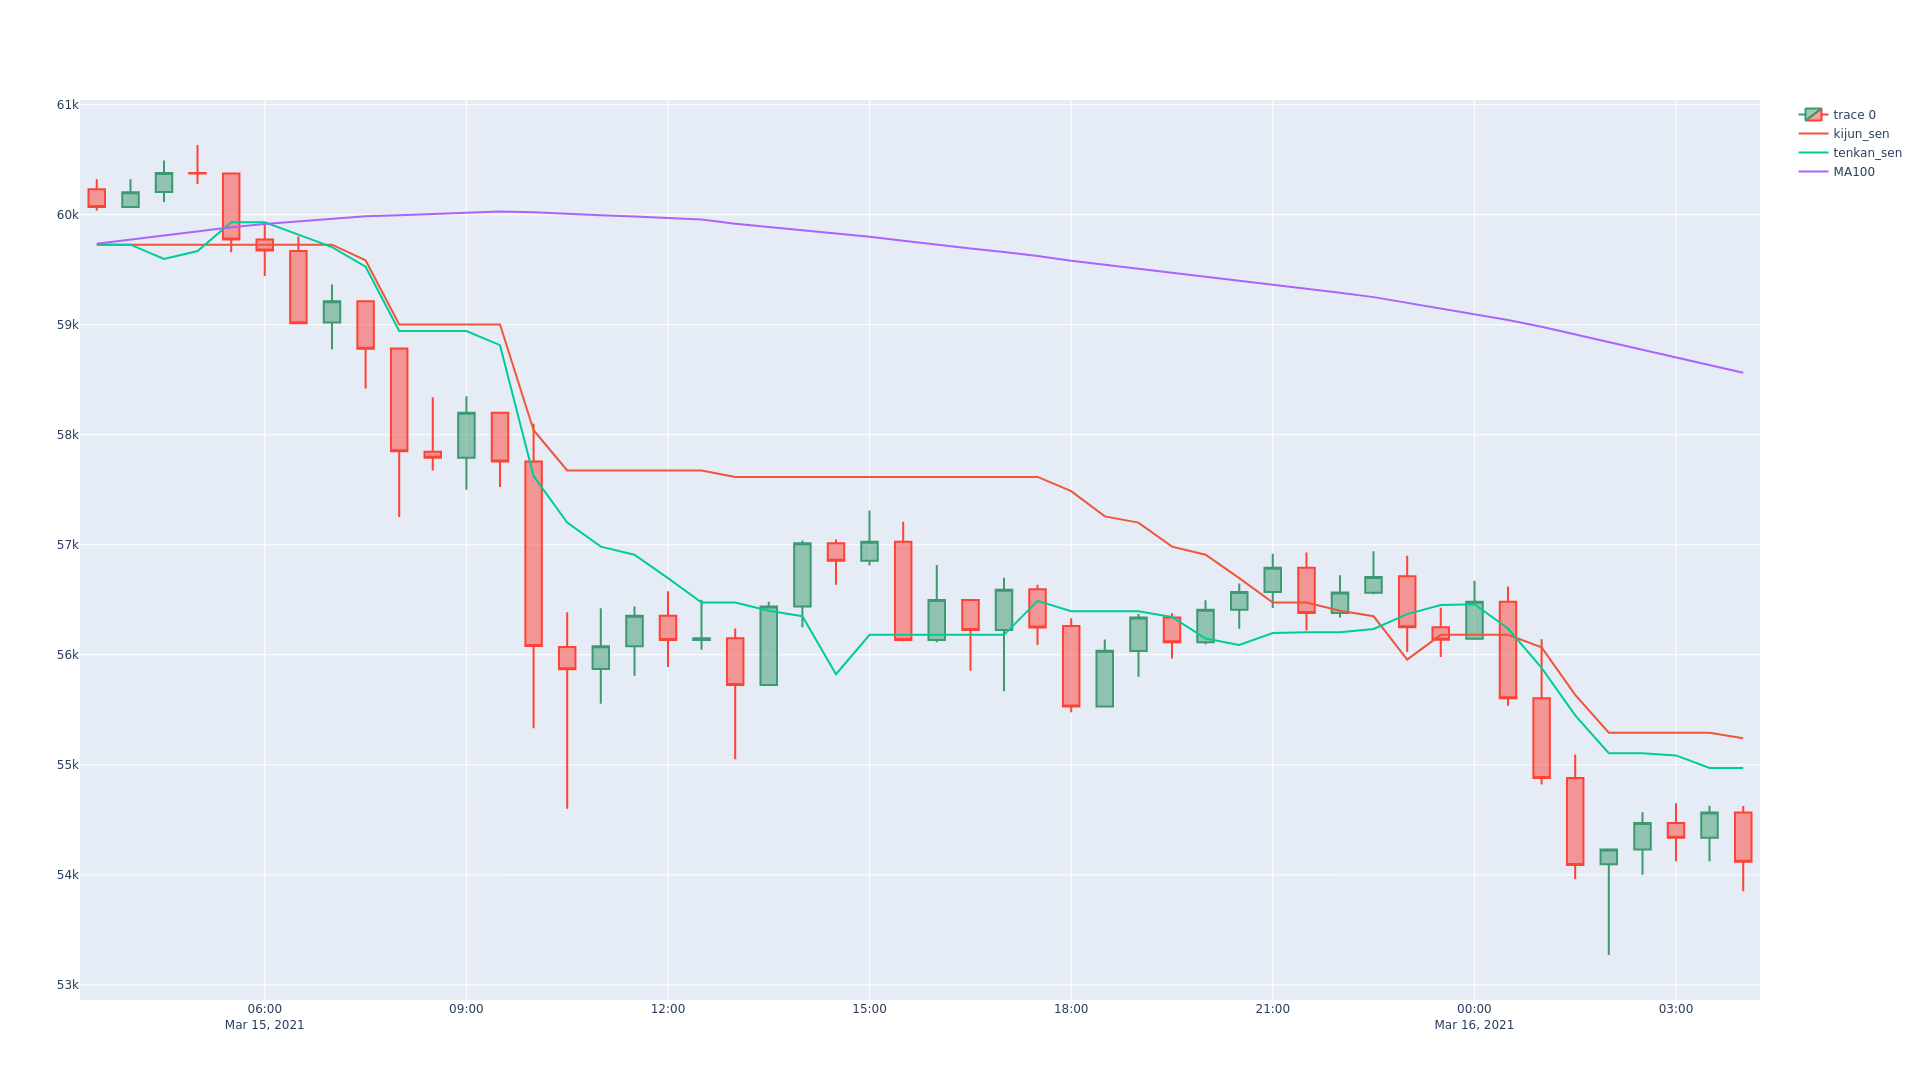 61k
60k
59k
58k
57k
56k
55k
54k
53k
06:00
Mar 15, 2021
09:00
12:00
15:00
18:00
21:00
00:00
Mar 16, 2021
03:00
trace 0
kijun_sen
tenkan_sen
MA100